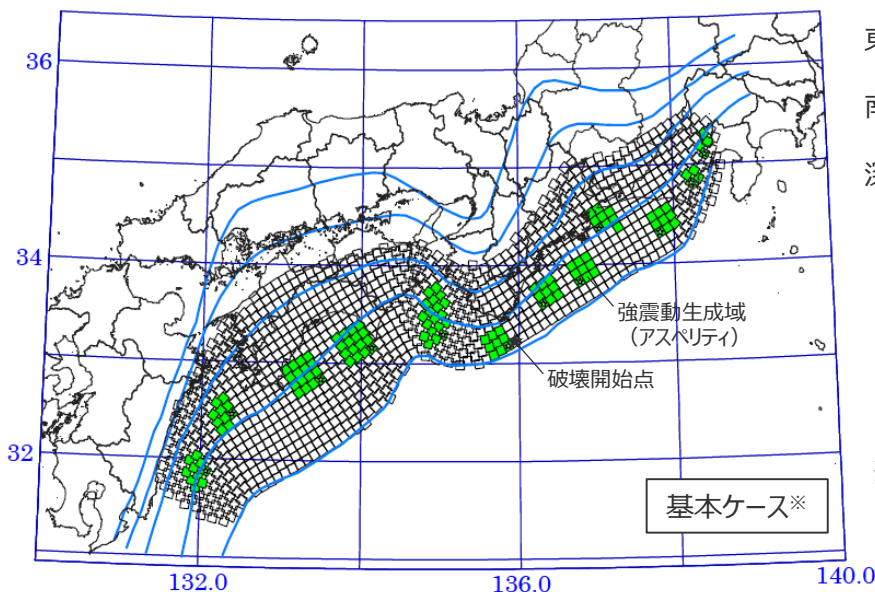 東
36
南
深
34
強震動生成域
（アスペリティ）
破壊開始点
32
基本ケース※
132.0
136.0
140.0